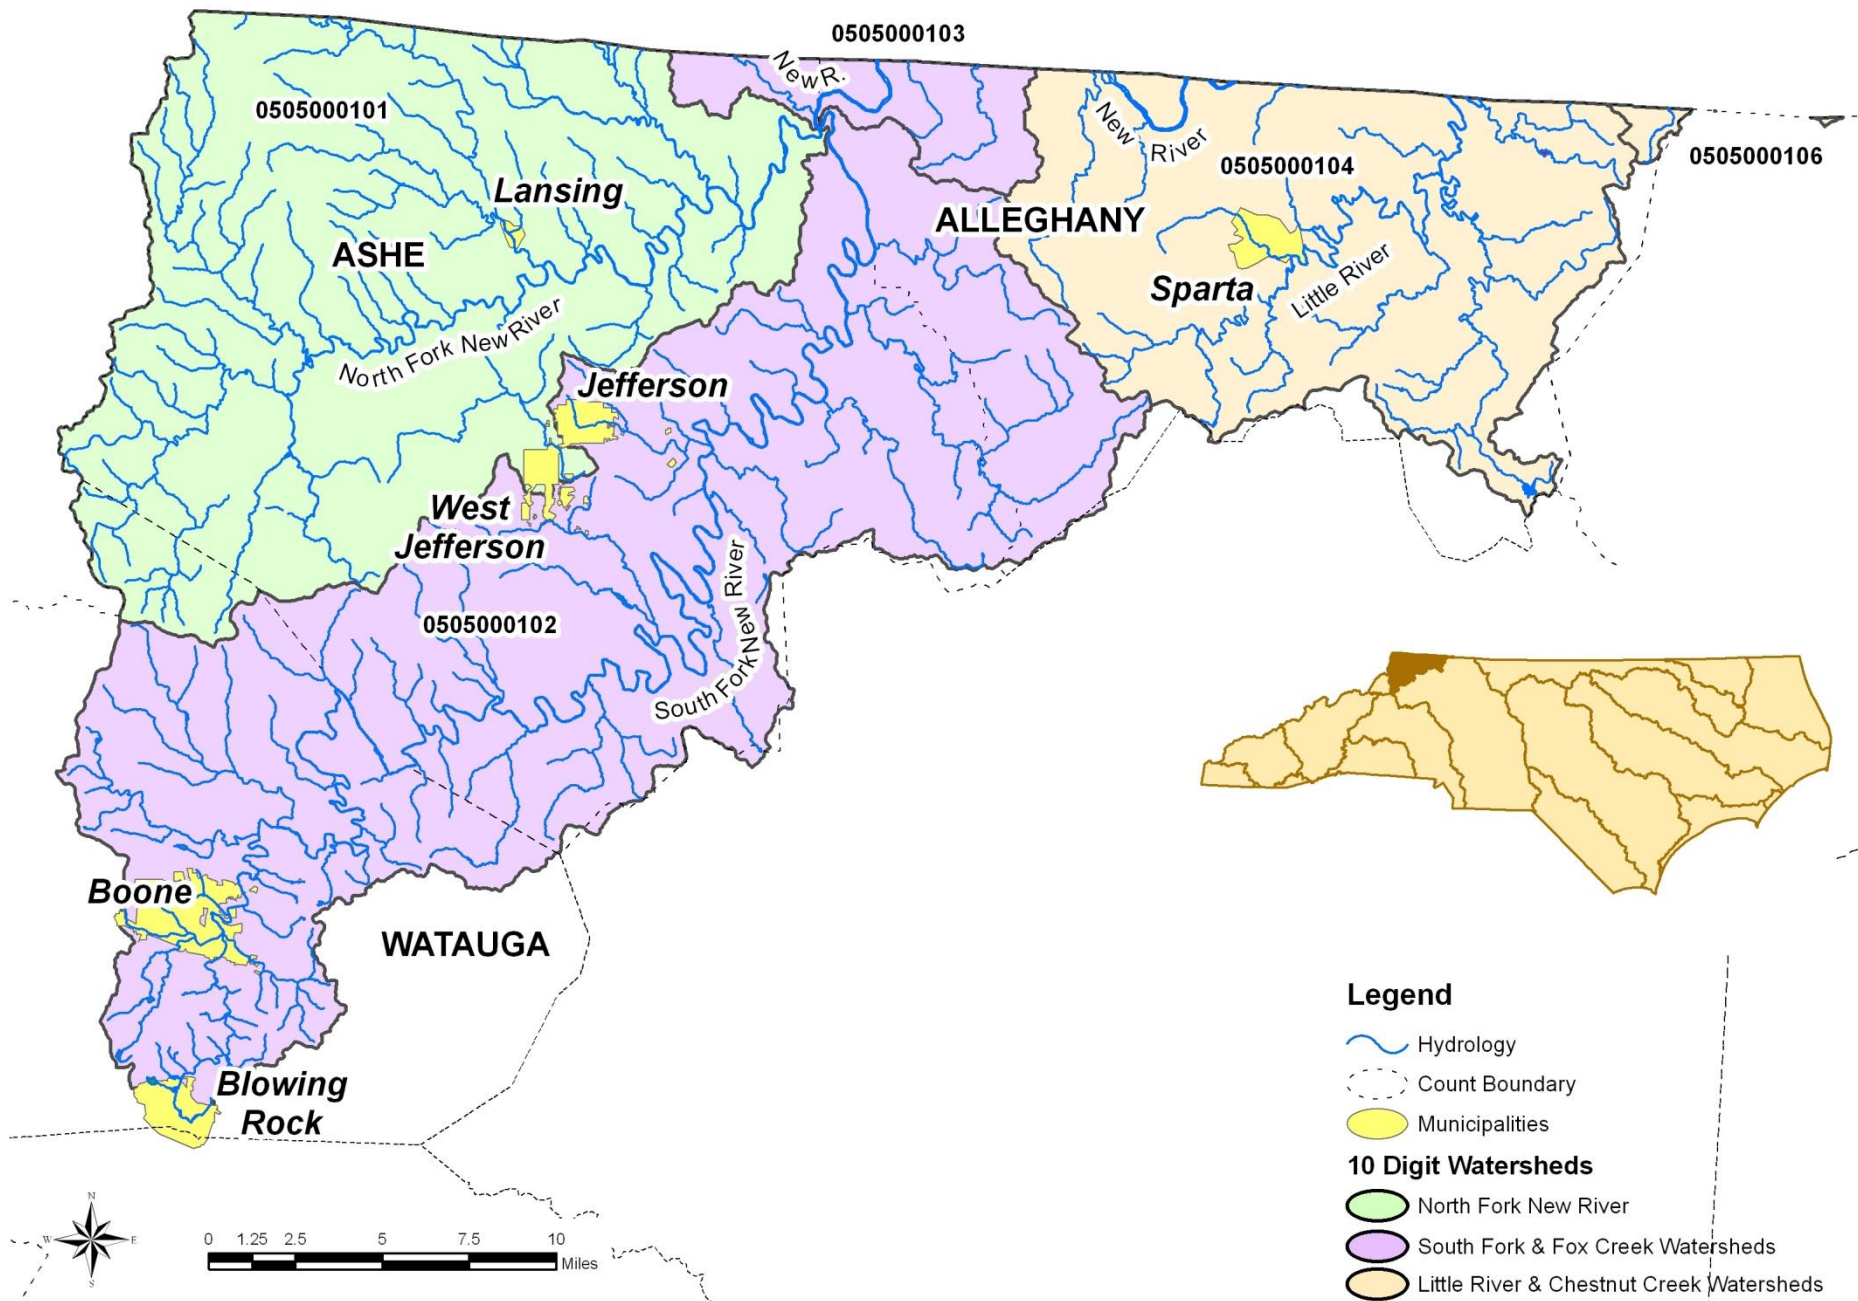 0505000103
New R.
0505000101
New River
0505000104
0505000106
Lansing
ALLEGHANY
ASHE
Sparta
Little River
North Fork New River
Jefferson
West
Jefferson
South Fork New River
0505000102
Boone
WATAUGA
Blowing
Rock
Legend
Hydrology
Count Boundary
Municipalities
10 Digit Watersheds
North Fork New River
South Fork & Fox Creek Watersheds
Little River & Chestnut Creek Watersheds
N
W
E
S
0 1.25 2.5 5 7.5 10
Miles